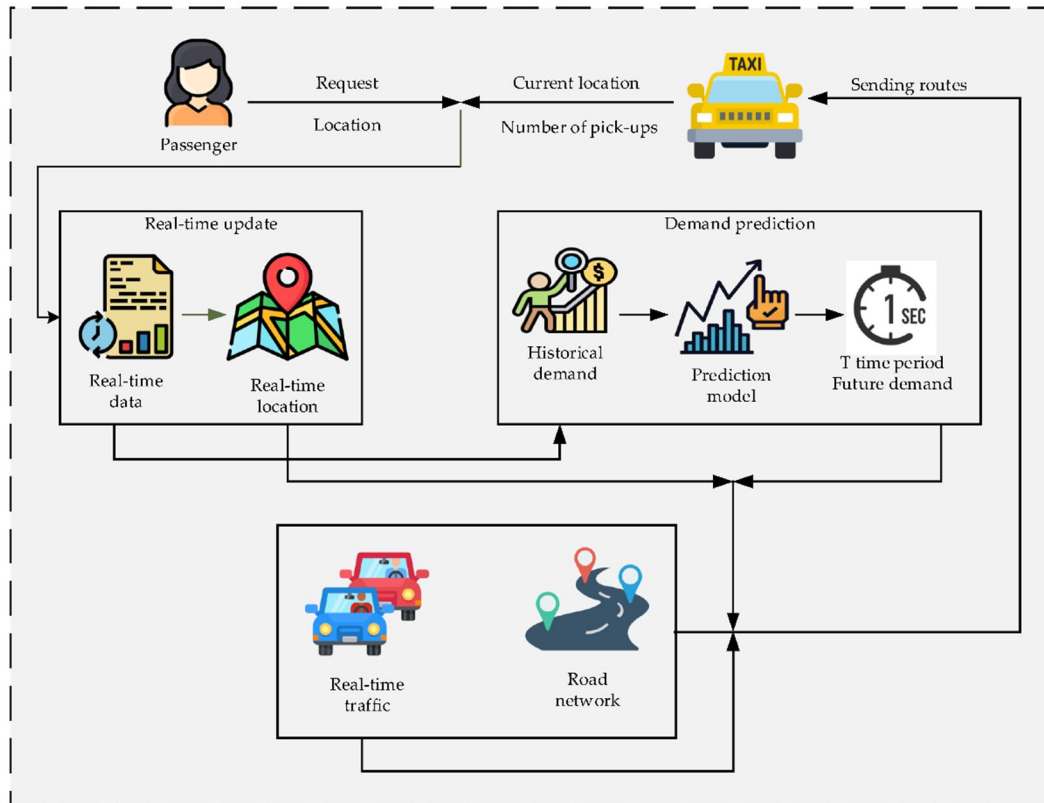 TAXI
Request
Current location
Sending routes
Location
Number of pick-ups
Passenger
Real-time update
Demand prediction
$
1 SEC
Real-time
data
Real-time
location
Historical
demand
Prediction
model
T time period
Future demand
Real-time
traffic
Road
network